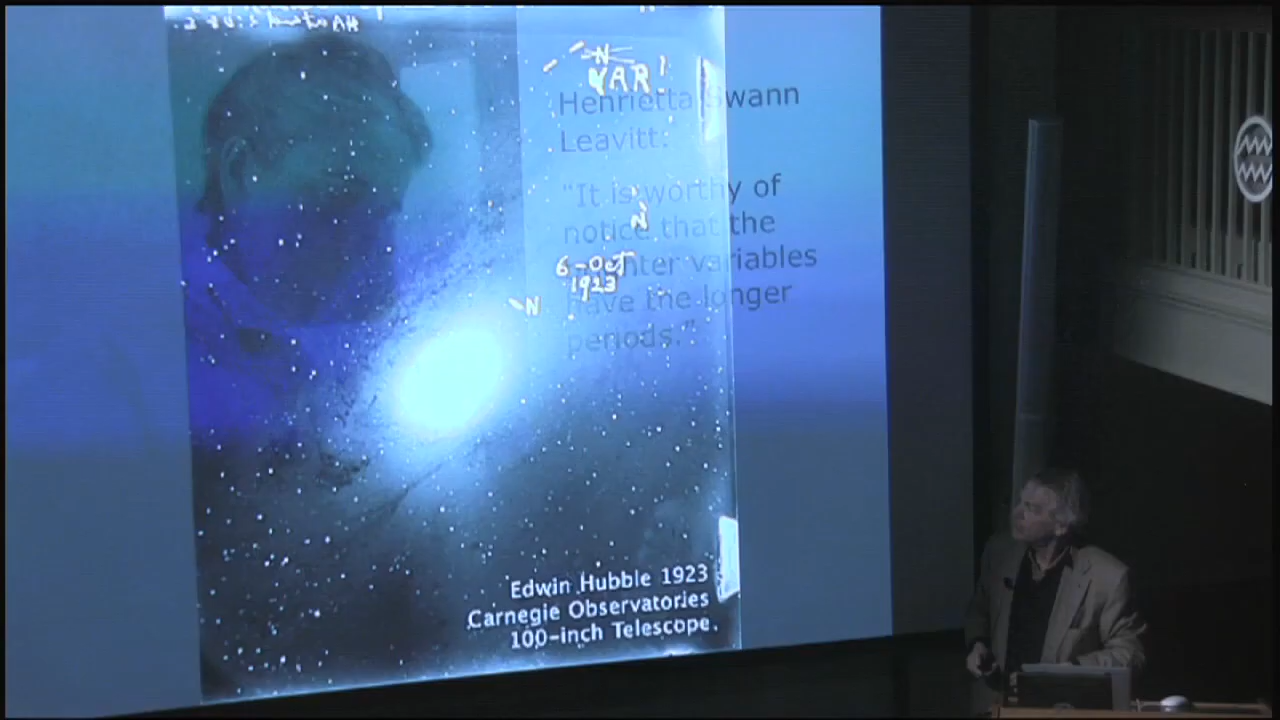 N
VAR!
Henrietta Swann
Leavitt:
"It is worthy of
notice that the
variables
have the longer
periods."
N
6-Oct
1923
N
Edwin Hubble 1923
Carnegie Observatories
100-inch Telescope.